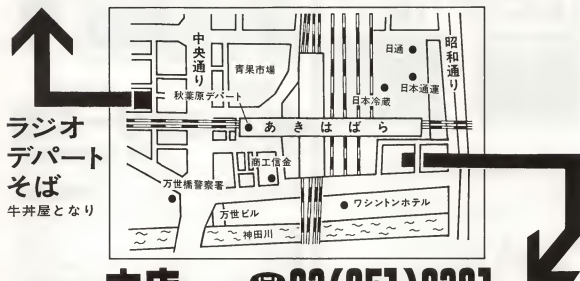 中央通り
昭和通り
日通
青果市場
日本通運
秋葉原デパート
日本冷蔵
あきはばら
ラジオ
デパート
そば
牛丼屋となり
商工信金
万世橋警察署
ワシントンホテル
万世ビル
神田川